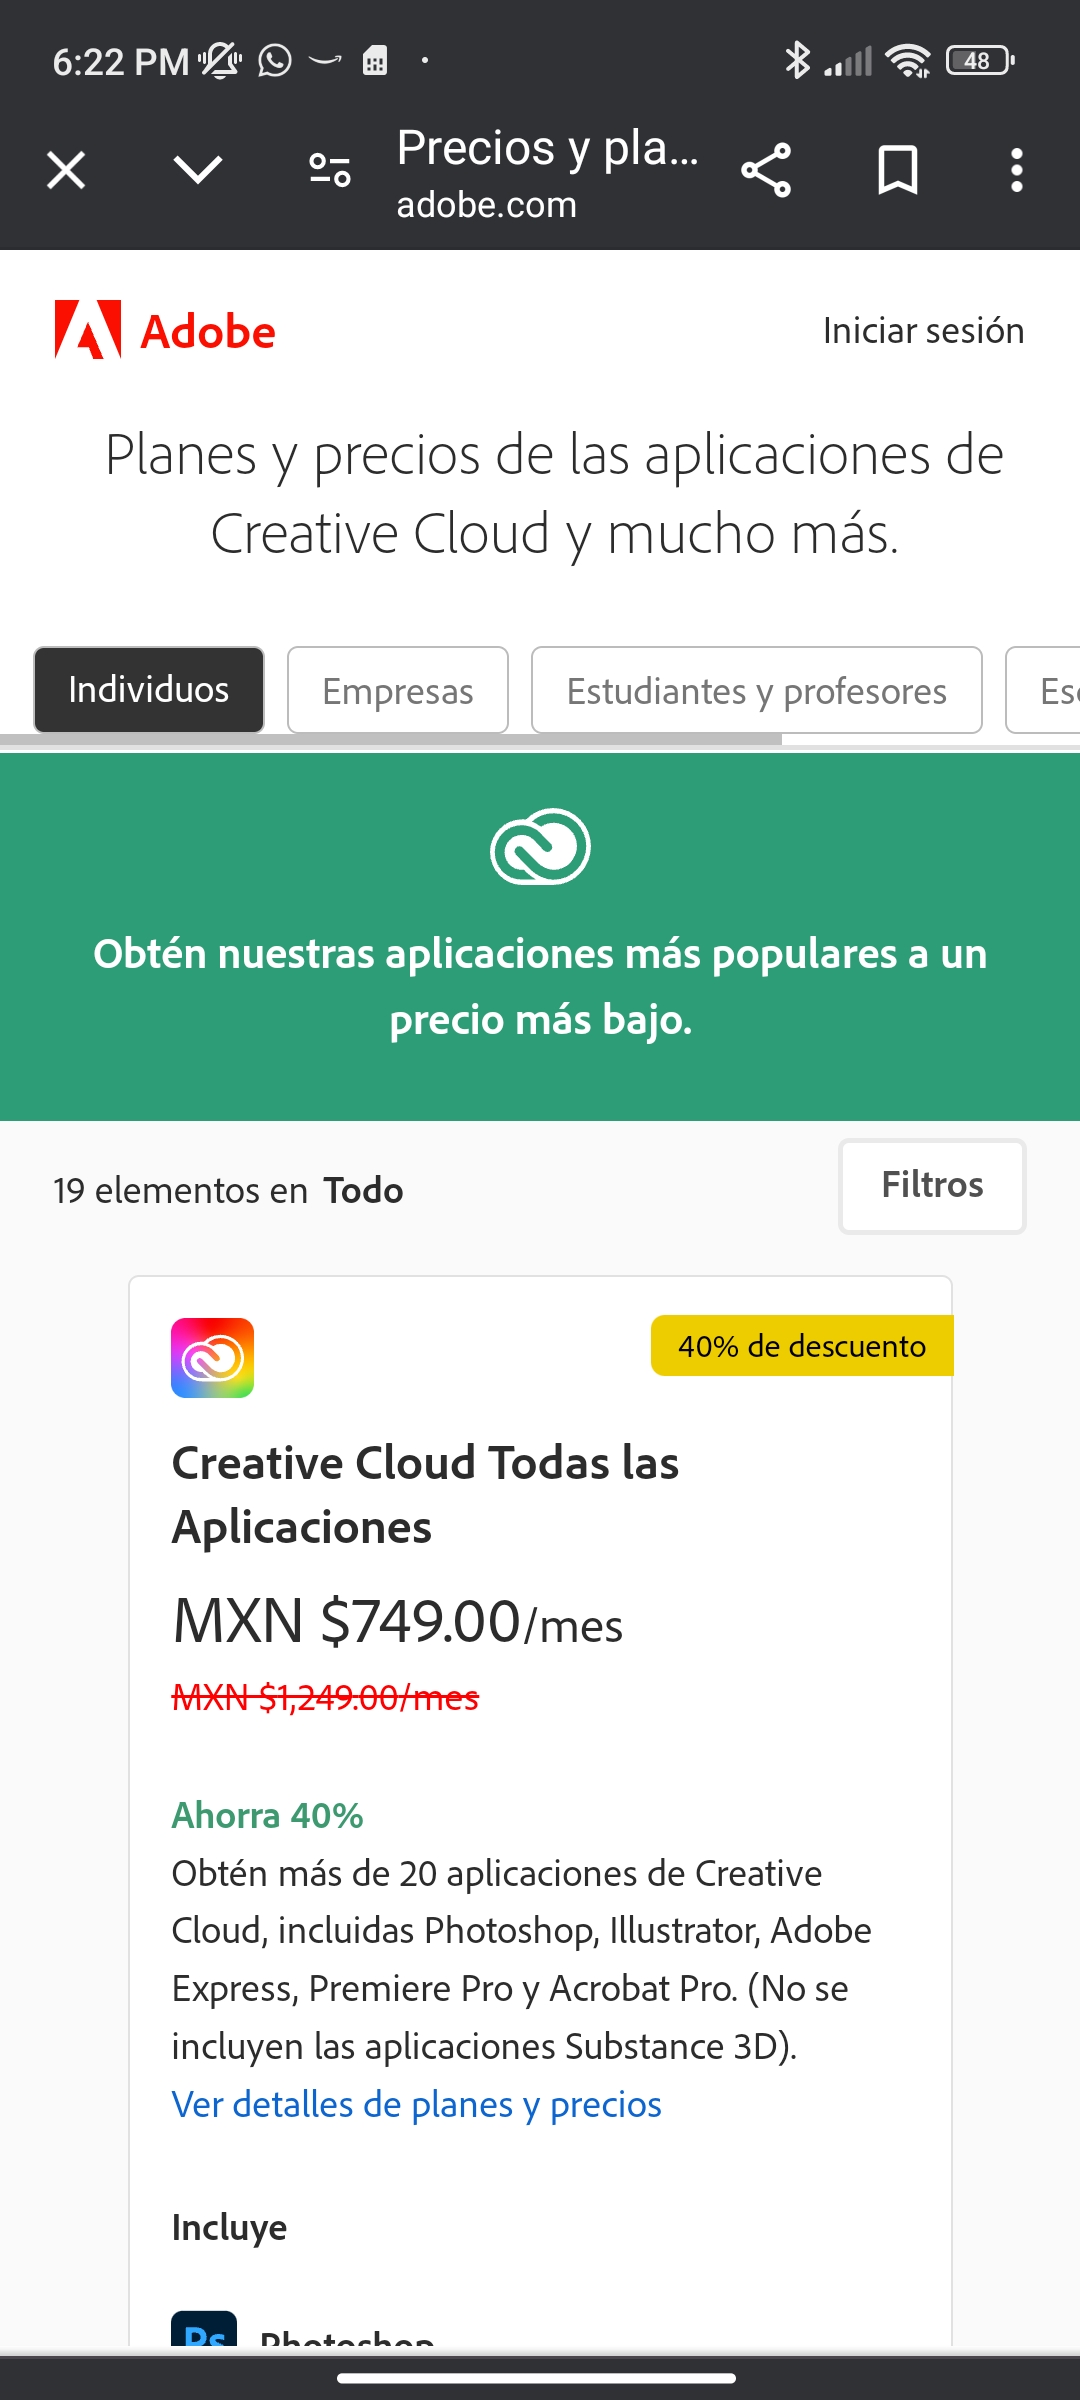 6:22 PM
48
Precios y pla...
adobe.com
Adobe
Iniciar sesión
Planes y precios de las aplicaciones de
Creative Cloud y mucho más.
Individuos
Empresas
Estudiantes y profesores
Obtén nuestras aplicaciones más populares a un
precio más bajo.
19 elementos en Todo
Filtros
40% de descuento
Creative Cloud Todas las
Aplicaciones
MXN $749.00/mes
MXN $1,249.00/mes
Ahorra 40%
Obtén más de 20 aplicaciones de Creative
Cloud, incluidas Photoshop, Illustrator, Adobe
Express, Premiere Pro y Acrobat Pro. (No se
incluyen las aplicaciones Substance 3D).
Ver detalles de planes y precios
Incluye
Ps
Photoshop